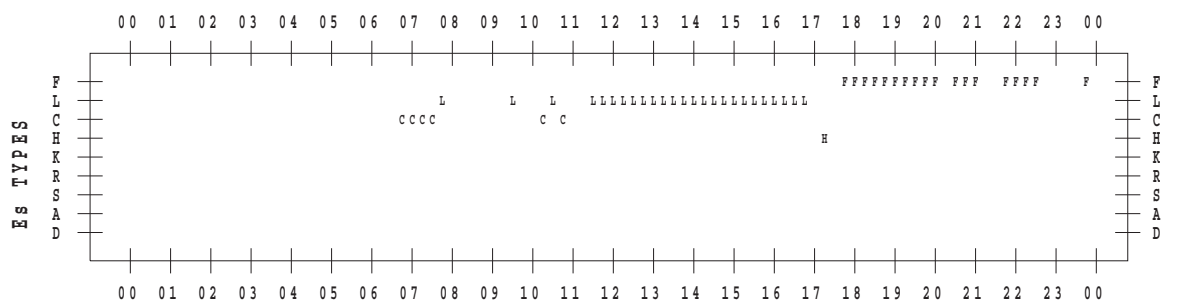 00 01 02 03 04 05 06 07 08 09 10 11 12 13 14 15 16 17 18 19 20 21 22 23 00
F FFFFFFFFFF FFF FFFF F F
L L L L LLLLLLLLLLLLLLLLLLLLLL L
C CCCC C C C
H H H
K K
R R
S S
A A
D D
Es TYPES
00 01 02 03 04 05 06 07 08 09 10 11 12 13 14 15 16 17 18 19 20 21 22 23 00